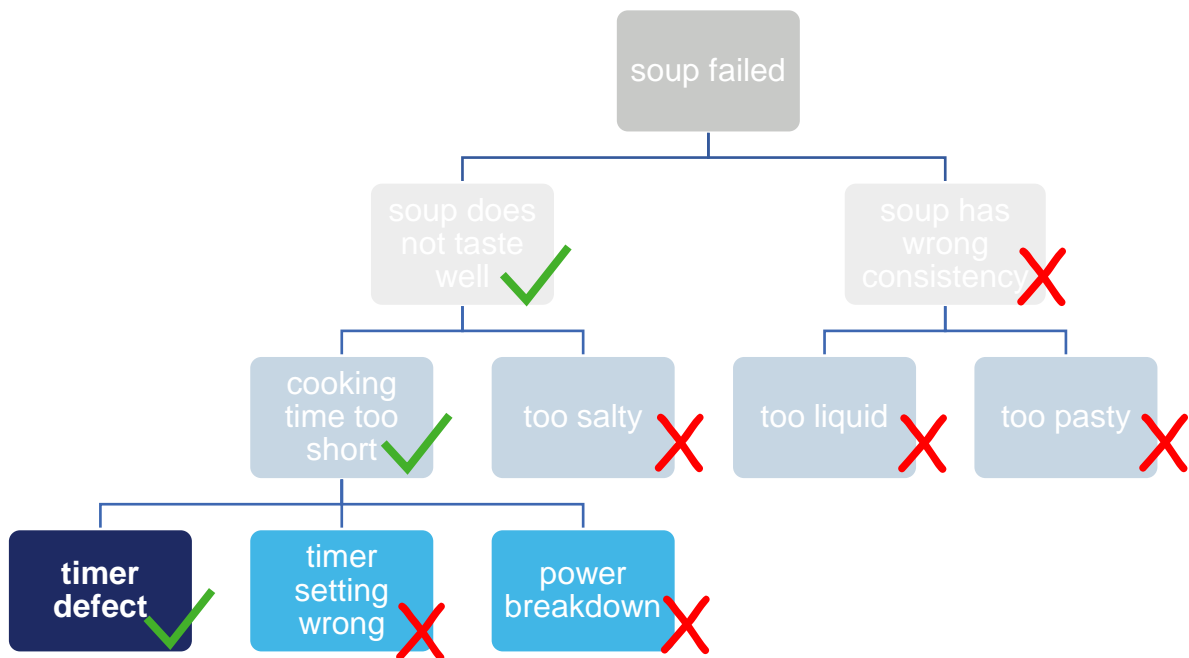 soup failed
soup does
not taste
well
soup has
wrong
consistency
cooking
time too
short
too salty
too liquid
too pasty
timer
defect
timer
setting
wrong
power
breakdown